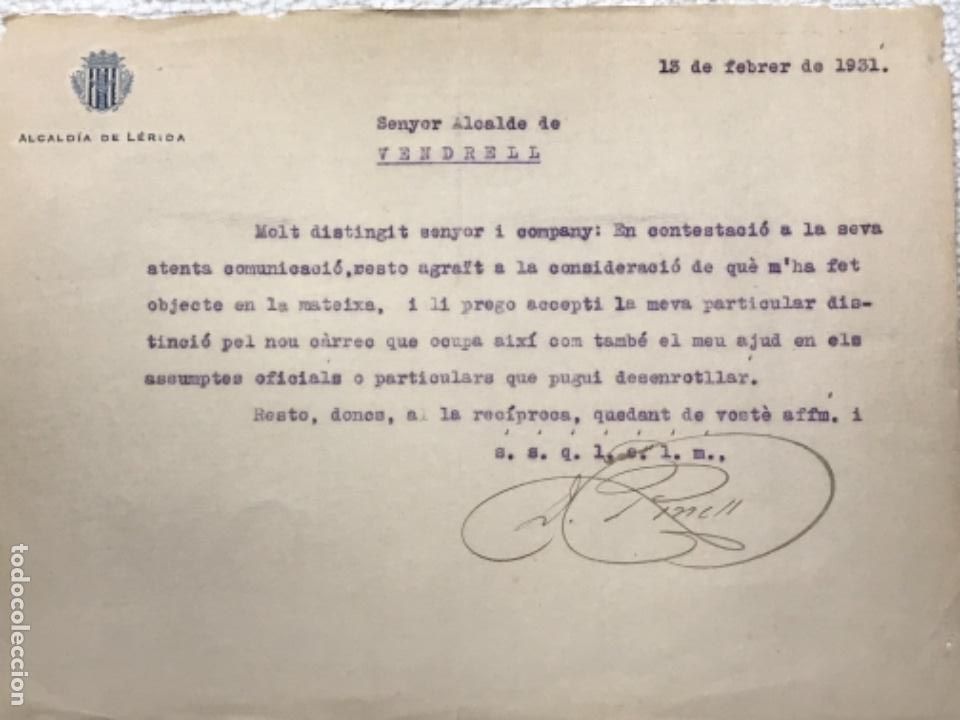 13 de febrer de 1931.
ALCALDÍA DE LÉRIDA
Senyor Alcalde de
VENDRELL
Molt distingit senyor i company: En contestació a la seva
atenta comunicació,resto agraït a la consideració de què m'ha fet
objecte en la mateixa, i li prego accepti la meva particular dis-
tinció pel nou càrrec que ocupa així com també el meu ajud en els
assumptes oficials o particulars que pugui desenrotllar.
Resto, doncs, a la recíproca, quedant de vostè affm. i
s. s. q. l. e. l. m.,
Pinell
todocoleccion